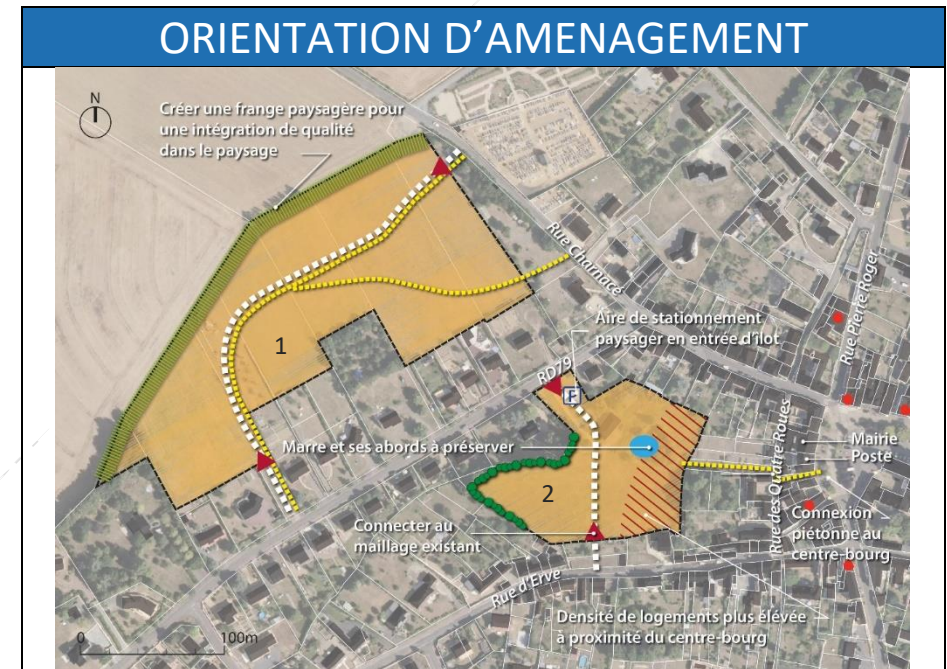 ORIENTATION D'AMENAGEMENT
N
Créer une frange paysagère pour
une intégration de qualité
dans le paysage
Rue Charnacé
Rue Pierre Roger
Aire de stationnement
paysager en entrée d'îlot
1
RD79
P
Marre et ses abords à préserver
Mairie
Poste
Rue des Quatre Roues
2
Connecter au
maillage existant
Connexion
piétonne au
centre-bourg
Rue d'Erve
Densité de logements plus élevée
à proximité du centre-bourg
0
100m